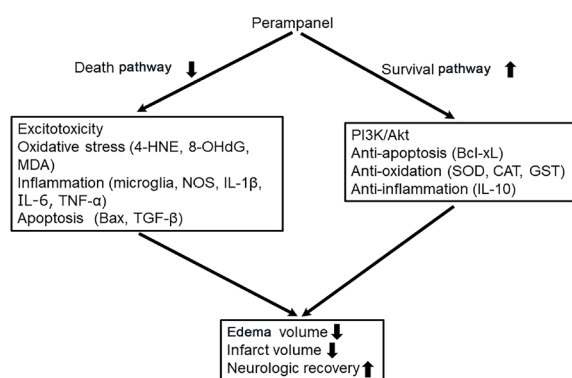 Perampanel
Death pathway
Survival pathway
Excitotoxicity
Oxidative stress (4-HNE, 8-OHdG,
MDA)
Inflammation (microglia, NOS, IL-1β,
IL-6, TNF-α)
Apoptosis (Bax, TGF-β)
PI3K/Akt
Anti-apoptosis (Bcl-xL)
Anti-oxidation (SOD, CAT, GST)
Anti-inflammation (IL-10)
Edema volume
Infarct volume
Neurologic recovery